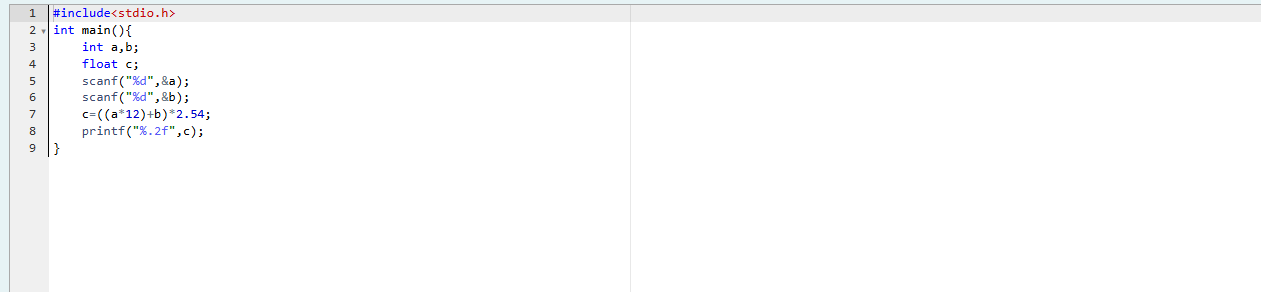 1 #include<stdio.h>
2 int main(){
3     int a,b;
4     float c;
5     scanf("%d",&a);
6     scanf("%d",&b);
7     c=((a*12)+b)*2.54;
8     printf("%.2f",c);
9 }